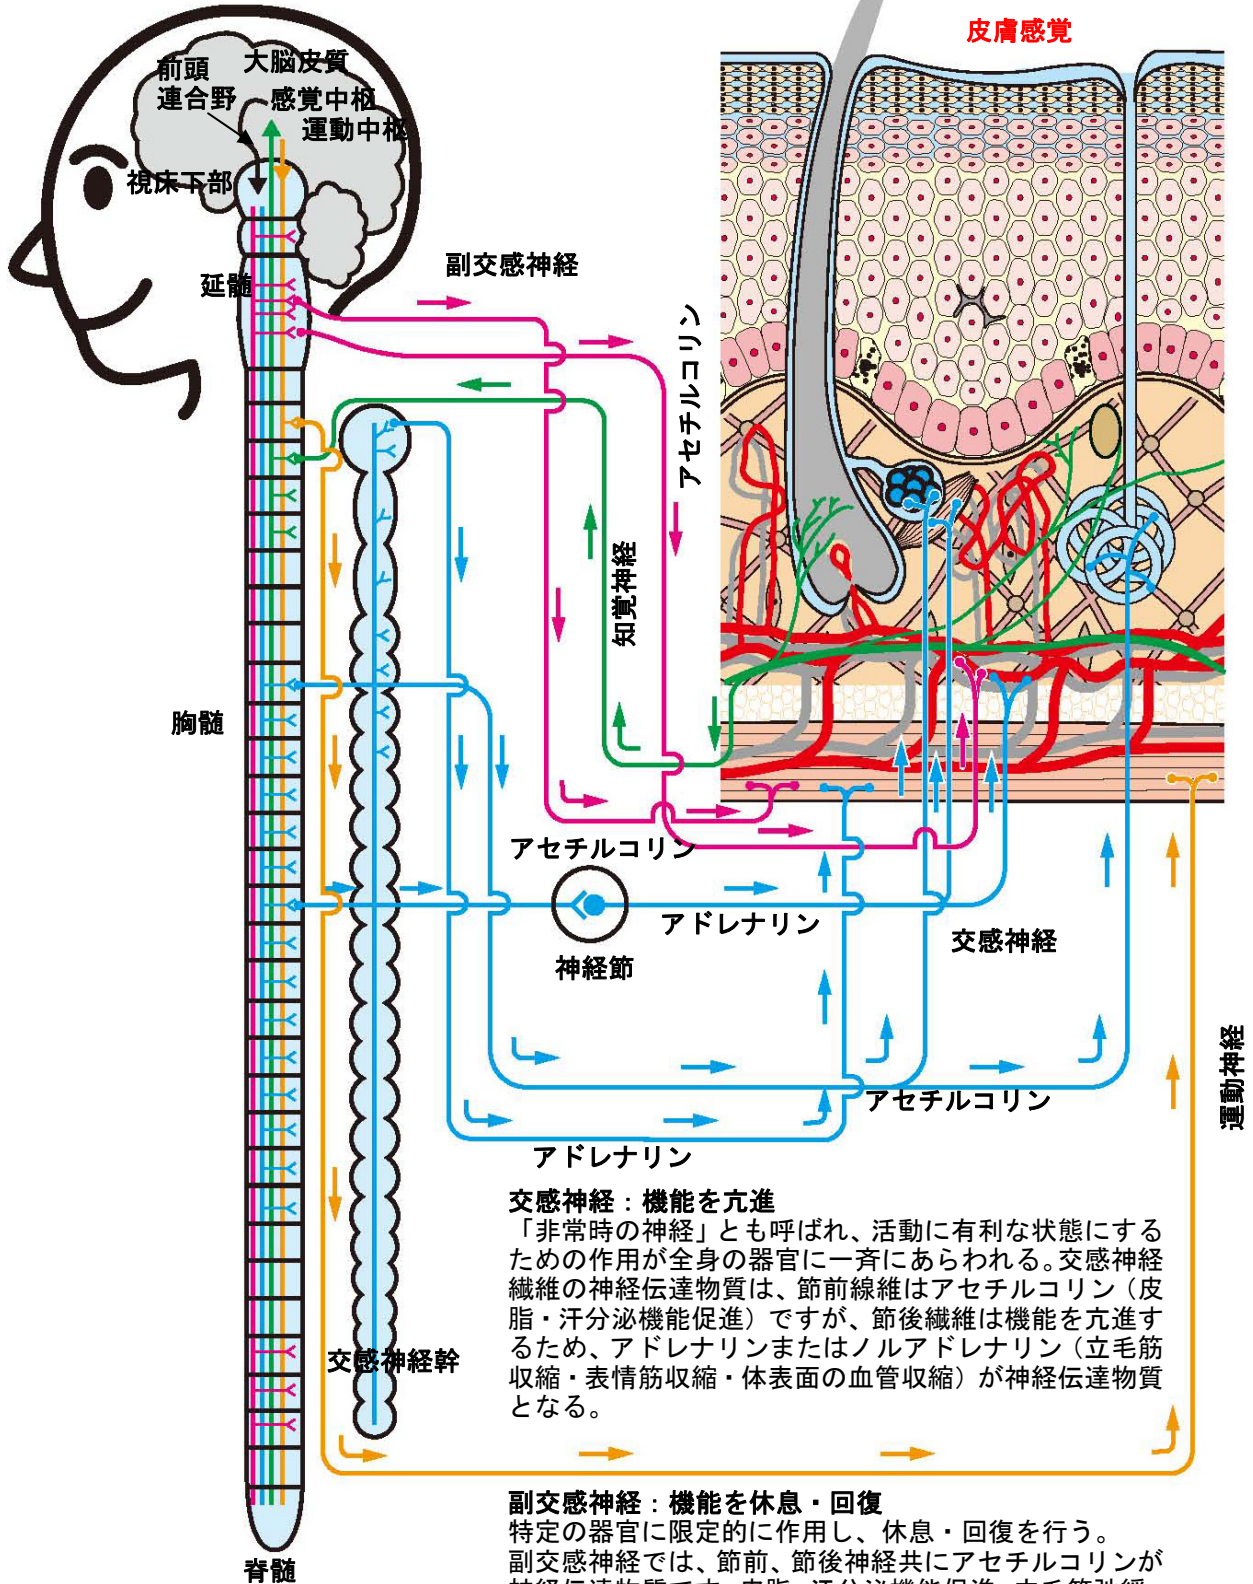 皮膚感覚
前頭
連合野
大脳皮質
感覚中枢
運動中枢
視床下部
延髄
副交感神経
アセチルコリン
知覚神経
胸髄
アセチルコリン
アドレナリン
神経節
交感神経
運動神経
アセチルコリン
アドレナリン
交感神経：機能を亢進
「非常時の神経」とも呼ばれ、活動に有利な状態にする
ための作用が全身の器官に一斉にあらわれる。交感神経
繊維の神経伝達物質は、節前線維はアセチルコリン（皮
脂・汗分泌機能促進）ですが、節後繊維は機能を亢進す
るため、アドレナリンまたはノルアドレナリン（立毛筋
収縮・表情筋収縮・体表面の血管収縮）が神経伝達物質
となる。
交感神経幹
副交感神経：機能を休息・回復
特定の器官に限定的に作用し、休息・回復を行う。
副交感神経では、節前、節後神経共にアセチルコリンが
脊髄